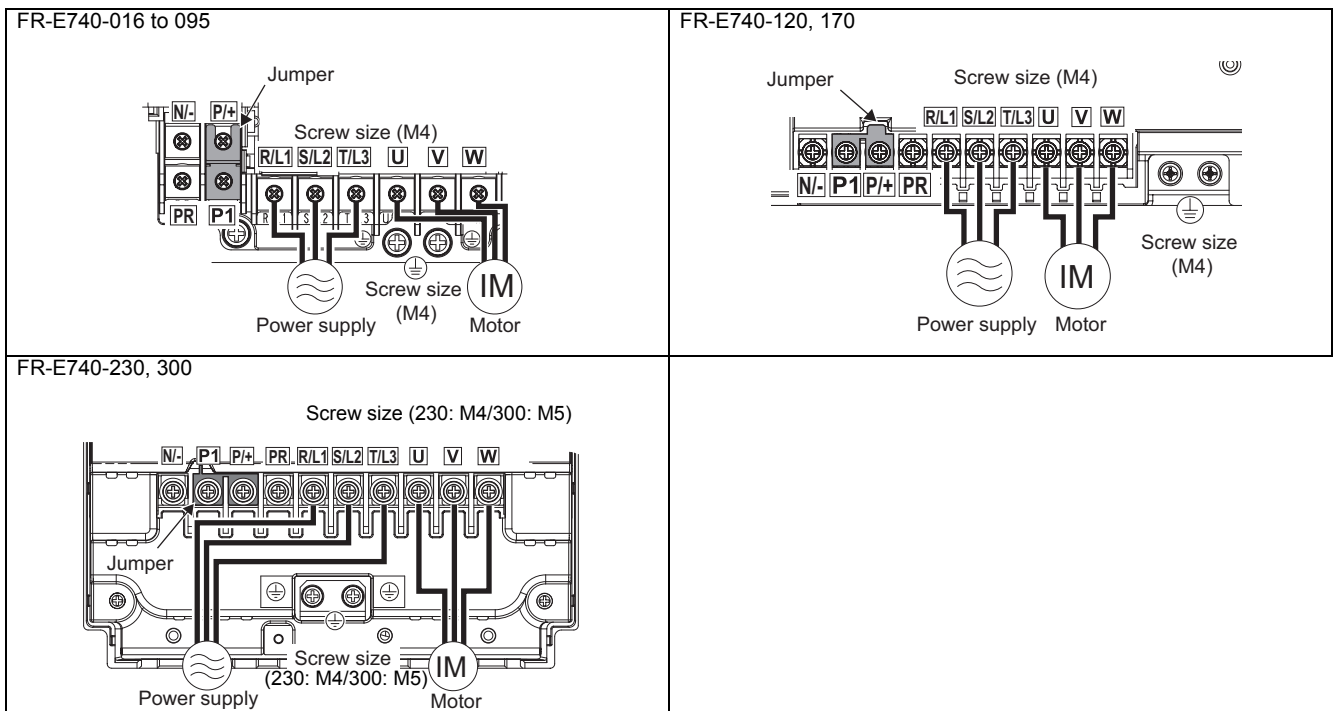 FR-E740-016 to 095
Jumper
N/- P/+
Screw size (M4)
R/L1 S/L2 T/L3 U V W
PR P1
Screw size
(M4)
IM
Power supply Motor
FR-E740-120, 170
Jumper Screw size (M4)
R/L1 S/L2 T/L3 U V W
N/- P1 P/+ PR
Screw size
(M4)
IM
Power supply Motor
FR-E740-230, 300
Screw size (230: M4/300: M5)
N/- P1 P/+ PR R/L1 S/L2 T/L3 U V W
Jumper
Screw size
(230: M4/300: M5)
IM
Power supply Motor